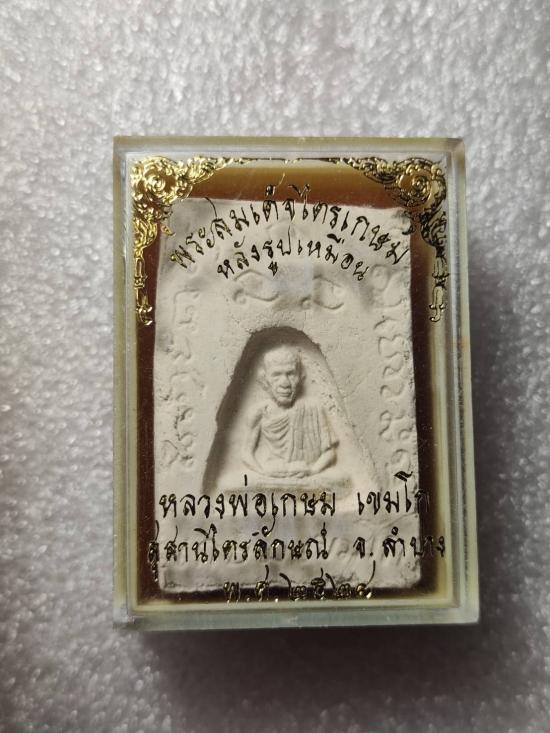 พระสมเด็จไตรเกษม
หลังรูปเหมือน
หลวงพ่อเกษม เขมโก
สุสานไตรลักษณ์ จ.ลำปาง
พ.ศ.๒๕๒๘